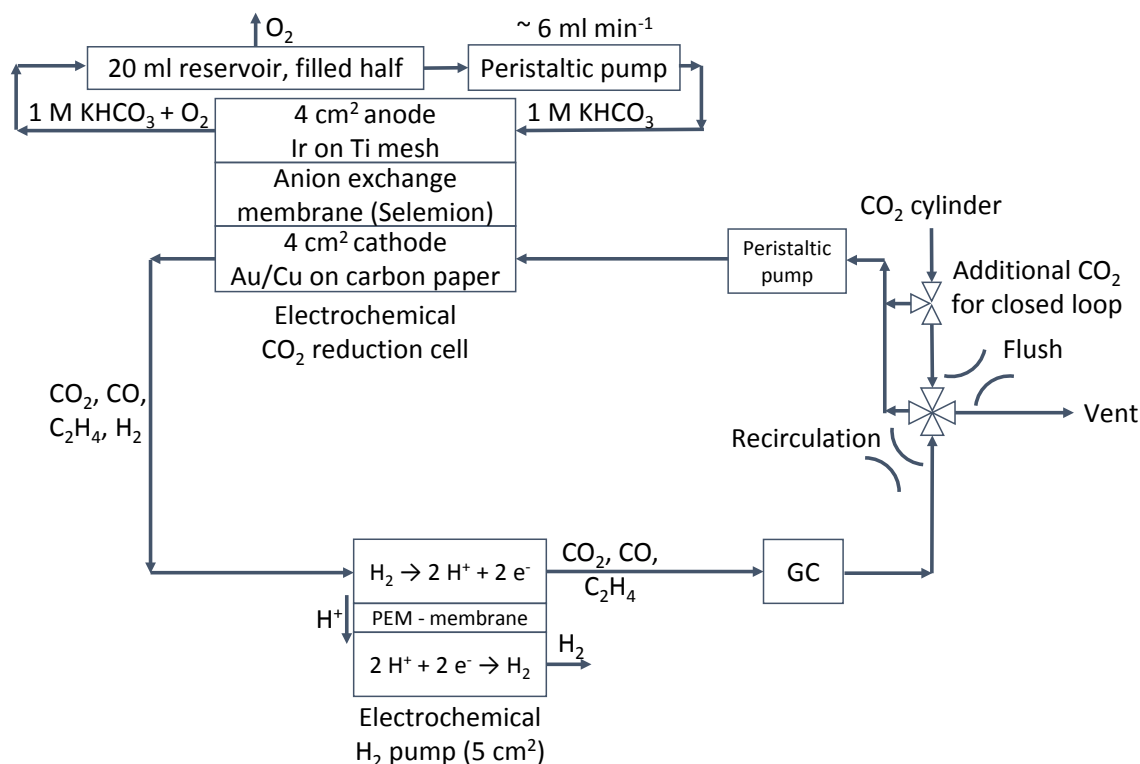 O₂
~ 6 ml min⁻¹
20 ml reservoir, filled half
Peristaltic pump
1 M KHCO₃ + O₂
4 cm² anode
Ir on Ti mesh
1 M KHCO₃
Anion exchange
membrane (Selemion)
4 cm² cathode
Au/Cu on carbon paper
Electrochemical
CO₂ reduction cell
Peristaltic
pump
CO₂ cylinder
Additional CO₂
for closed loop
Flush
Vent
Recirculation
CO₂, CO,
C₂H₄, H₂
H₂ → 2 H⁺ + 2 e⁻
CO₂, CO,
C₂H₄
GC
H⁺
PEM - membrane
2 H⁺ + 2 e⁻ → H₂
H₂
Electrochemical
H₂ pump (5 cm²)